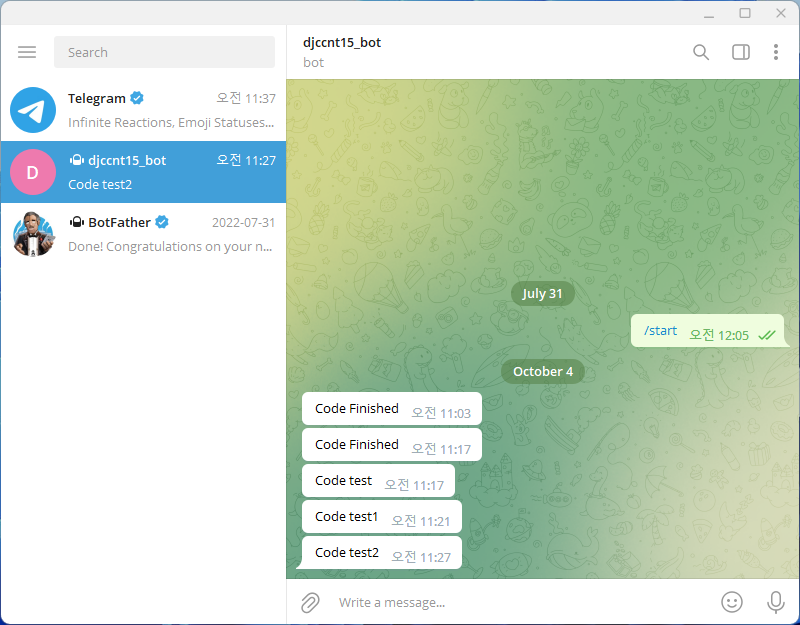 Search
Telegram 오전 11:37
Infinite Reactions, Emoji Statuses...
D
djccnt15_bot 오전 11:27
Code test2
BotFather 2022-07-31
Done! Congratulations on your n...
djccnt15_bot
bot
July 31
/start 오전 12:05
October 4
Code Finished 오전 11:03
Code Finished 오전 11:17
Code test 오전 11:17
Code test1 오전 11:21
Code test2 오전 11:27
Write a message...